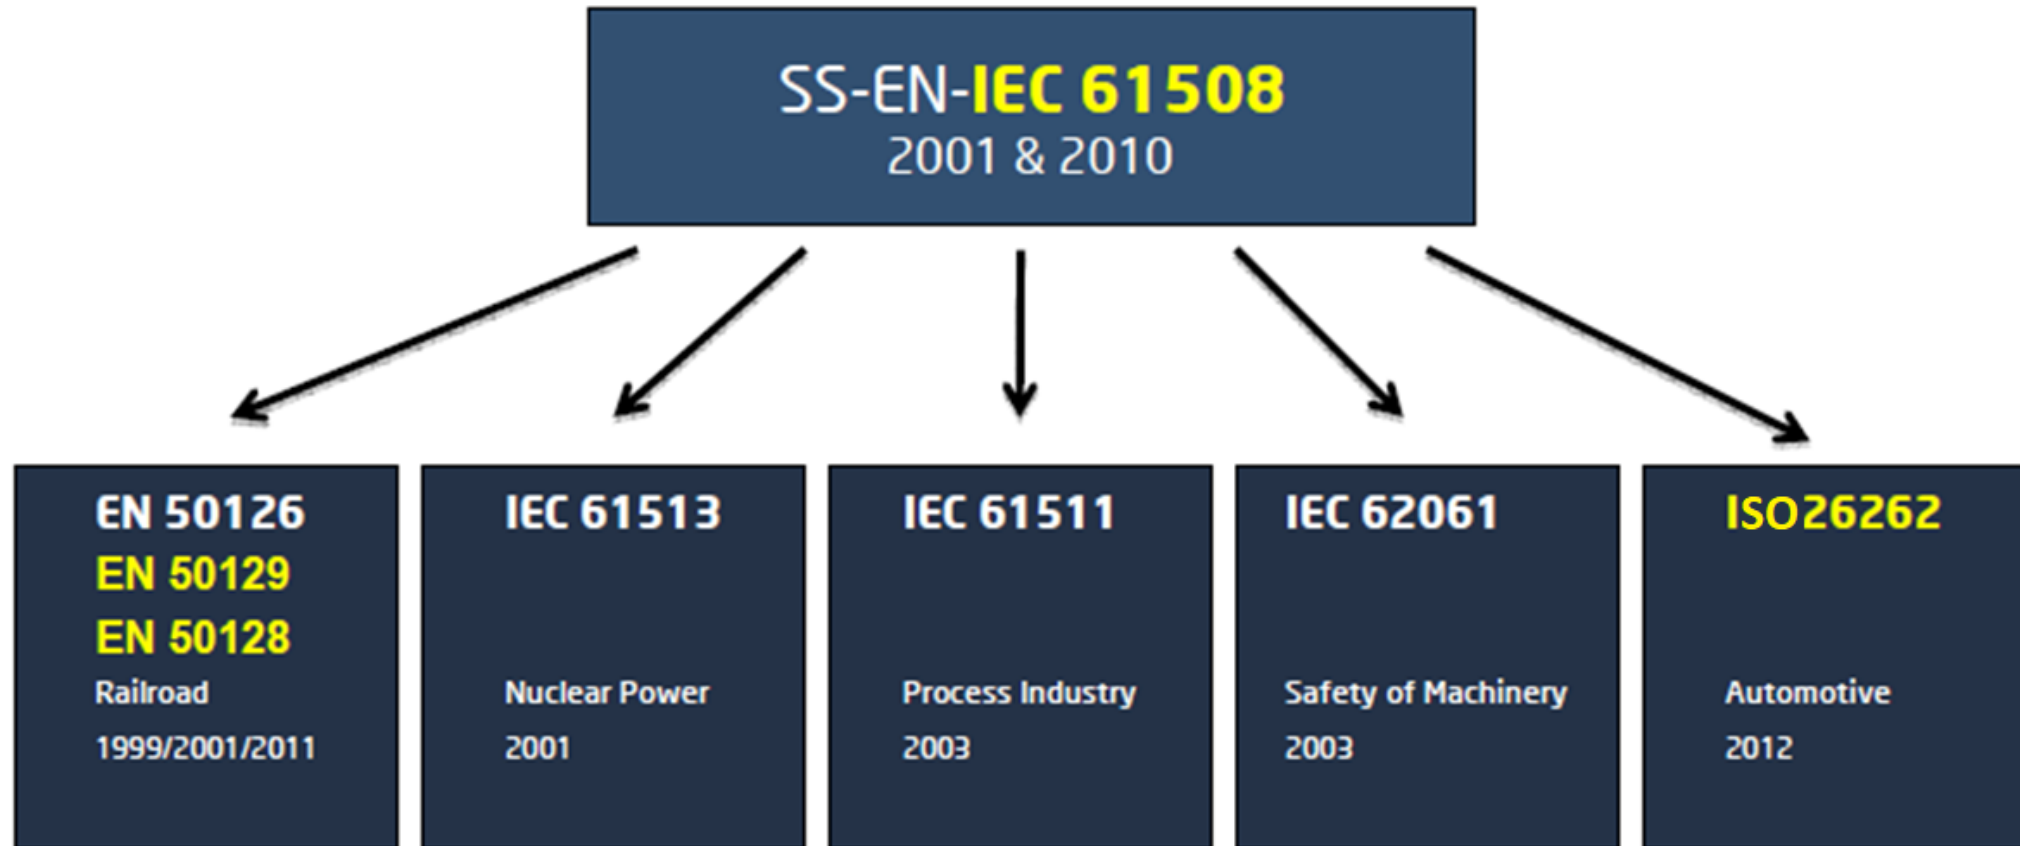 SS-EN-IEC 61508
2001 & 2010
EN 50126
EN 50129
EN 50128
Railroad
1999/2001/2011
IEC 61513
Nuclear Power
2001
IEC 61511
Process Industry
2003
IEC 62061
Safety of Machinery
2003
ISO26262
Automotive
2012